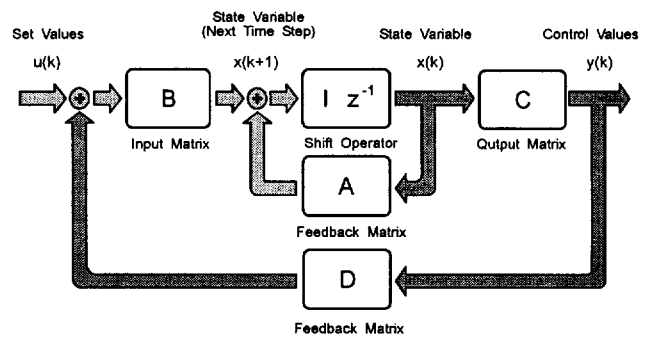 State Variable
(Next Time Step)
Set Values
State Variable
Control Values
u(k)
x(k+1)
x(k)
y(k)
B
I z⁻¹
C
Input Matrix
Shift Operator
Qutput Matrix
A
Feedback Matrix
D
Feedback Matrix